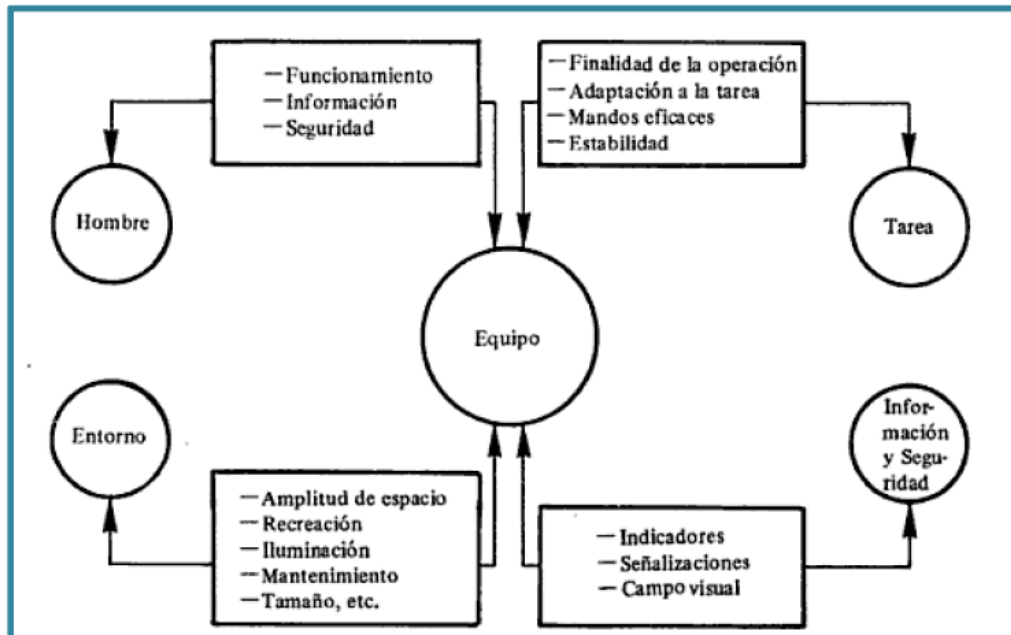 — Funcionamiento
— Información
— Seguridad
— Finalidad de la operación
— Adaptación a la tarea
— Mandos eficaces
— Estabilidad
Hombre
Tarea
Equipo
Entorno
Infor-
mación
y Segu-
ridad
— Amplitud de espacio
— Recreación
— Iluminación
— Mantenimiento
— Tamaño, etc.
— Indicadores
— Señalizaciones
— Campo visual